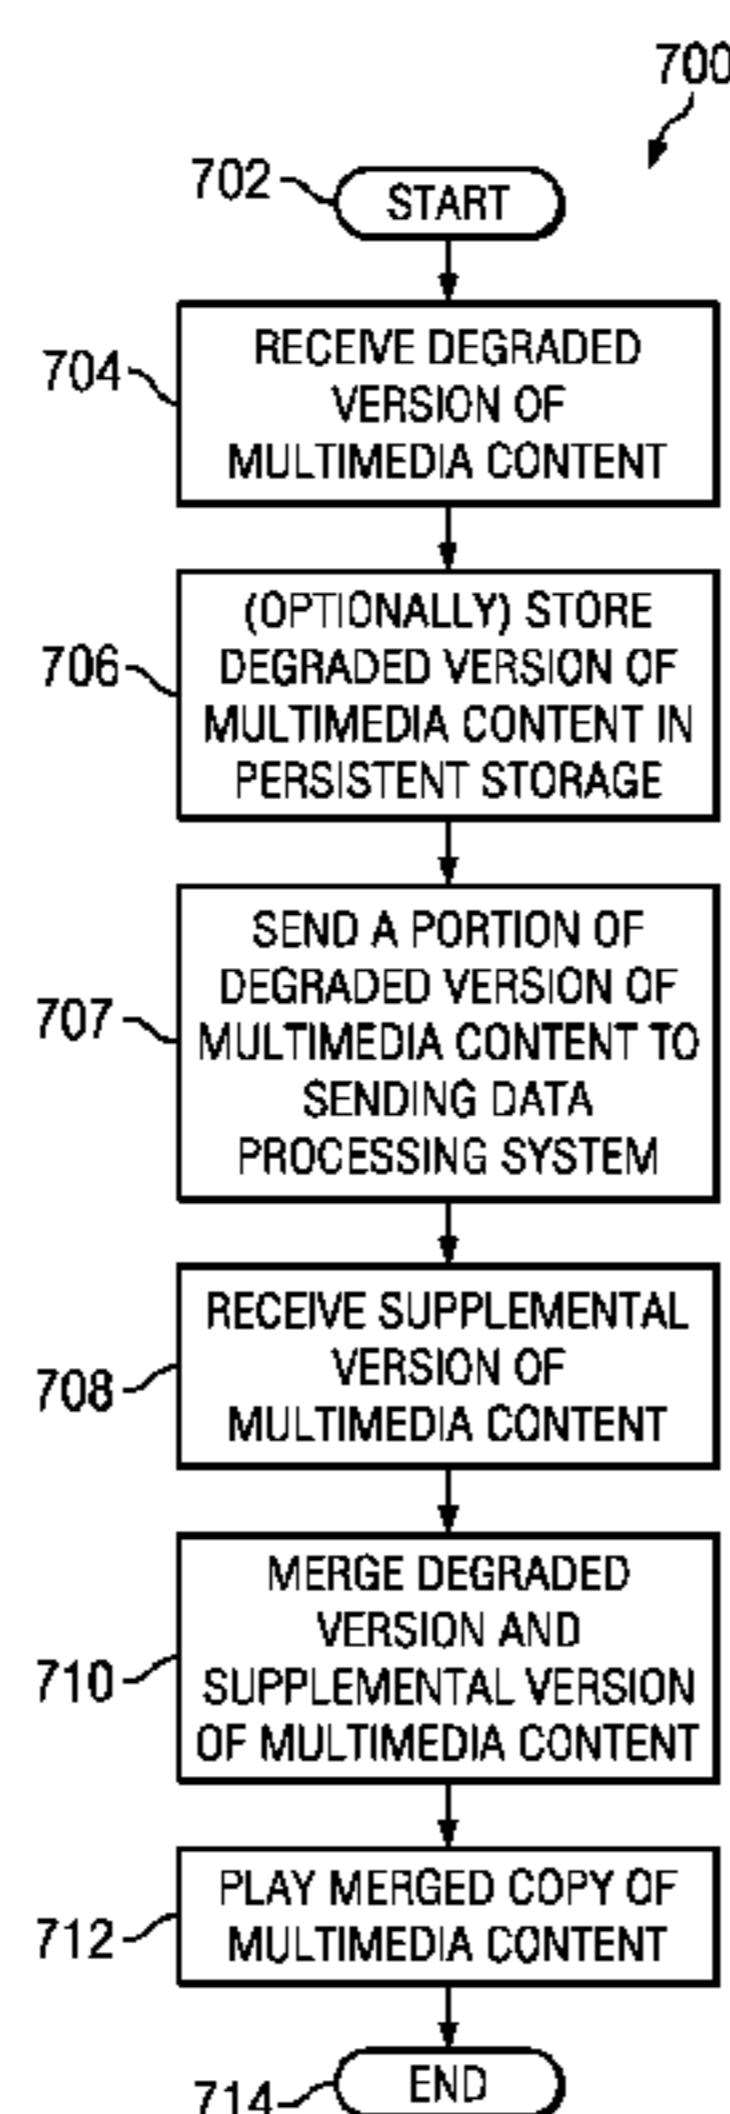 700
702
START
704
RECEIVE DEGRADED
VERSION OF
MULTIMEDIA CONTENT
706
(OPTIONALLY) STORE
DEGRADED VERSION OF
MULTIMEDIA CONTENT IN
PERSISTENT STORAGE
707
SEND A PORTION OF
DEGRADED VERSION OF
MULTIMEDIA CONTENT TO
SENDING DATA
PROCESSING SYSTEM
708
RECEIVE SUPPLEMENTAL
VERSION OF
MULTIMEDIA CONTENT
710
MERGE DEGRADED
VERSION AND
SUPPLEMENTAL VERSION
OF MULTIMEDIA CONTENT
712
PLAY MERGED COPY OF
MULTIMEDIA CONTENT
714
END